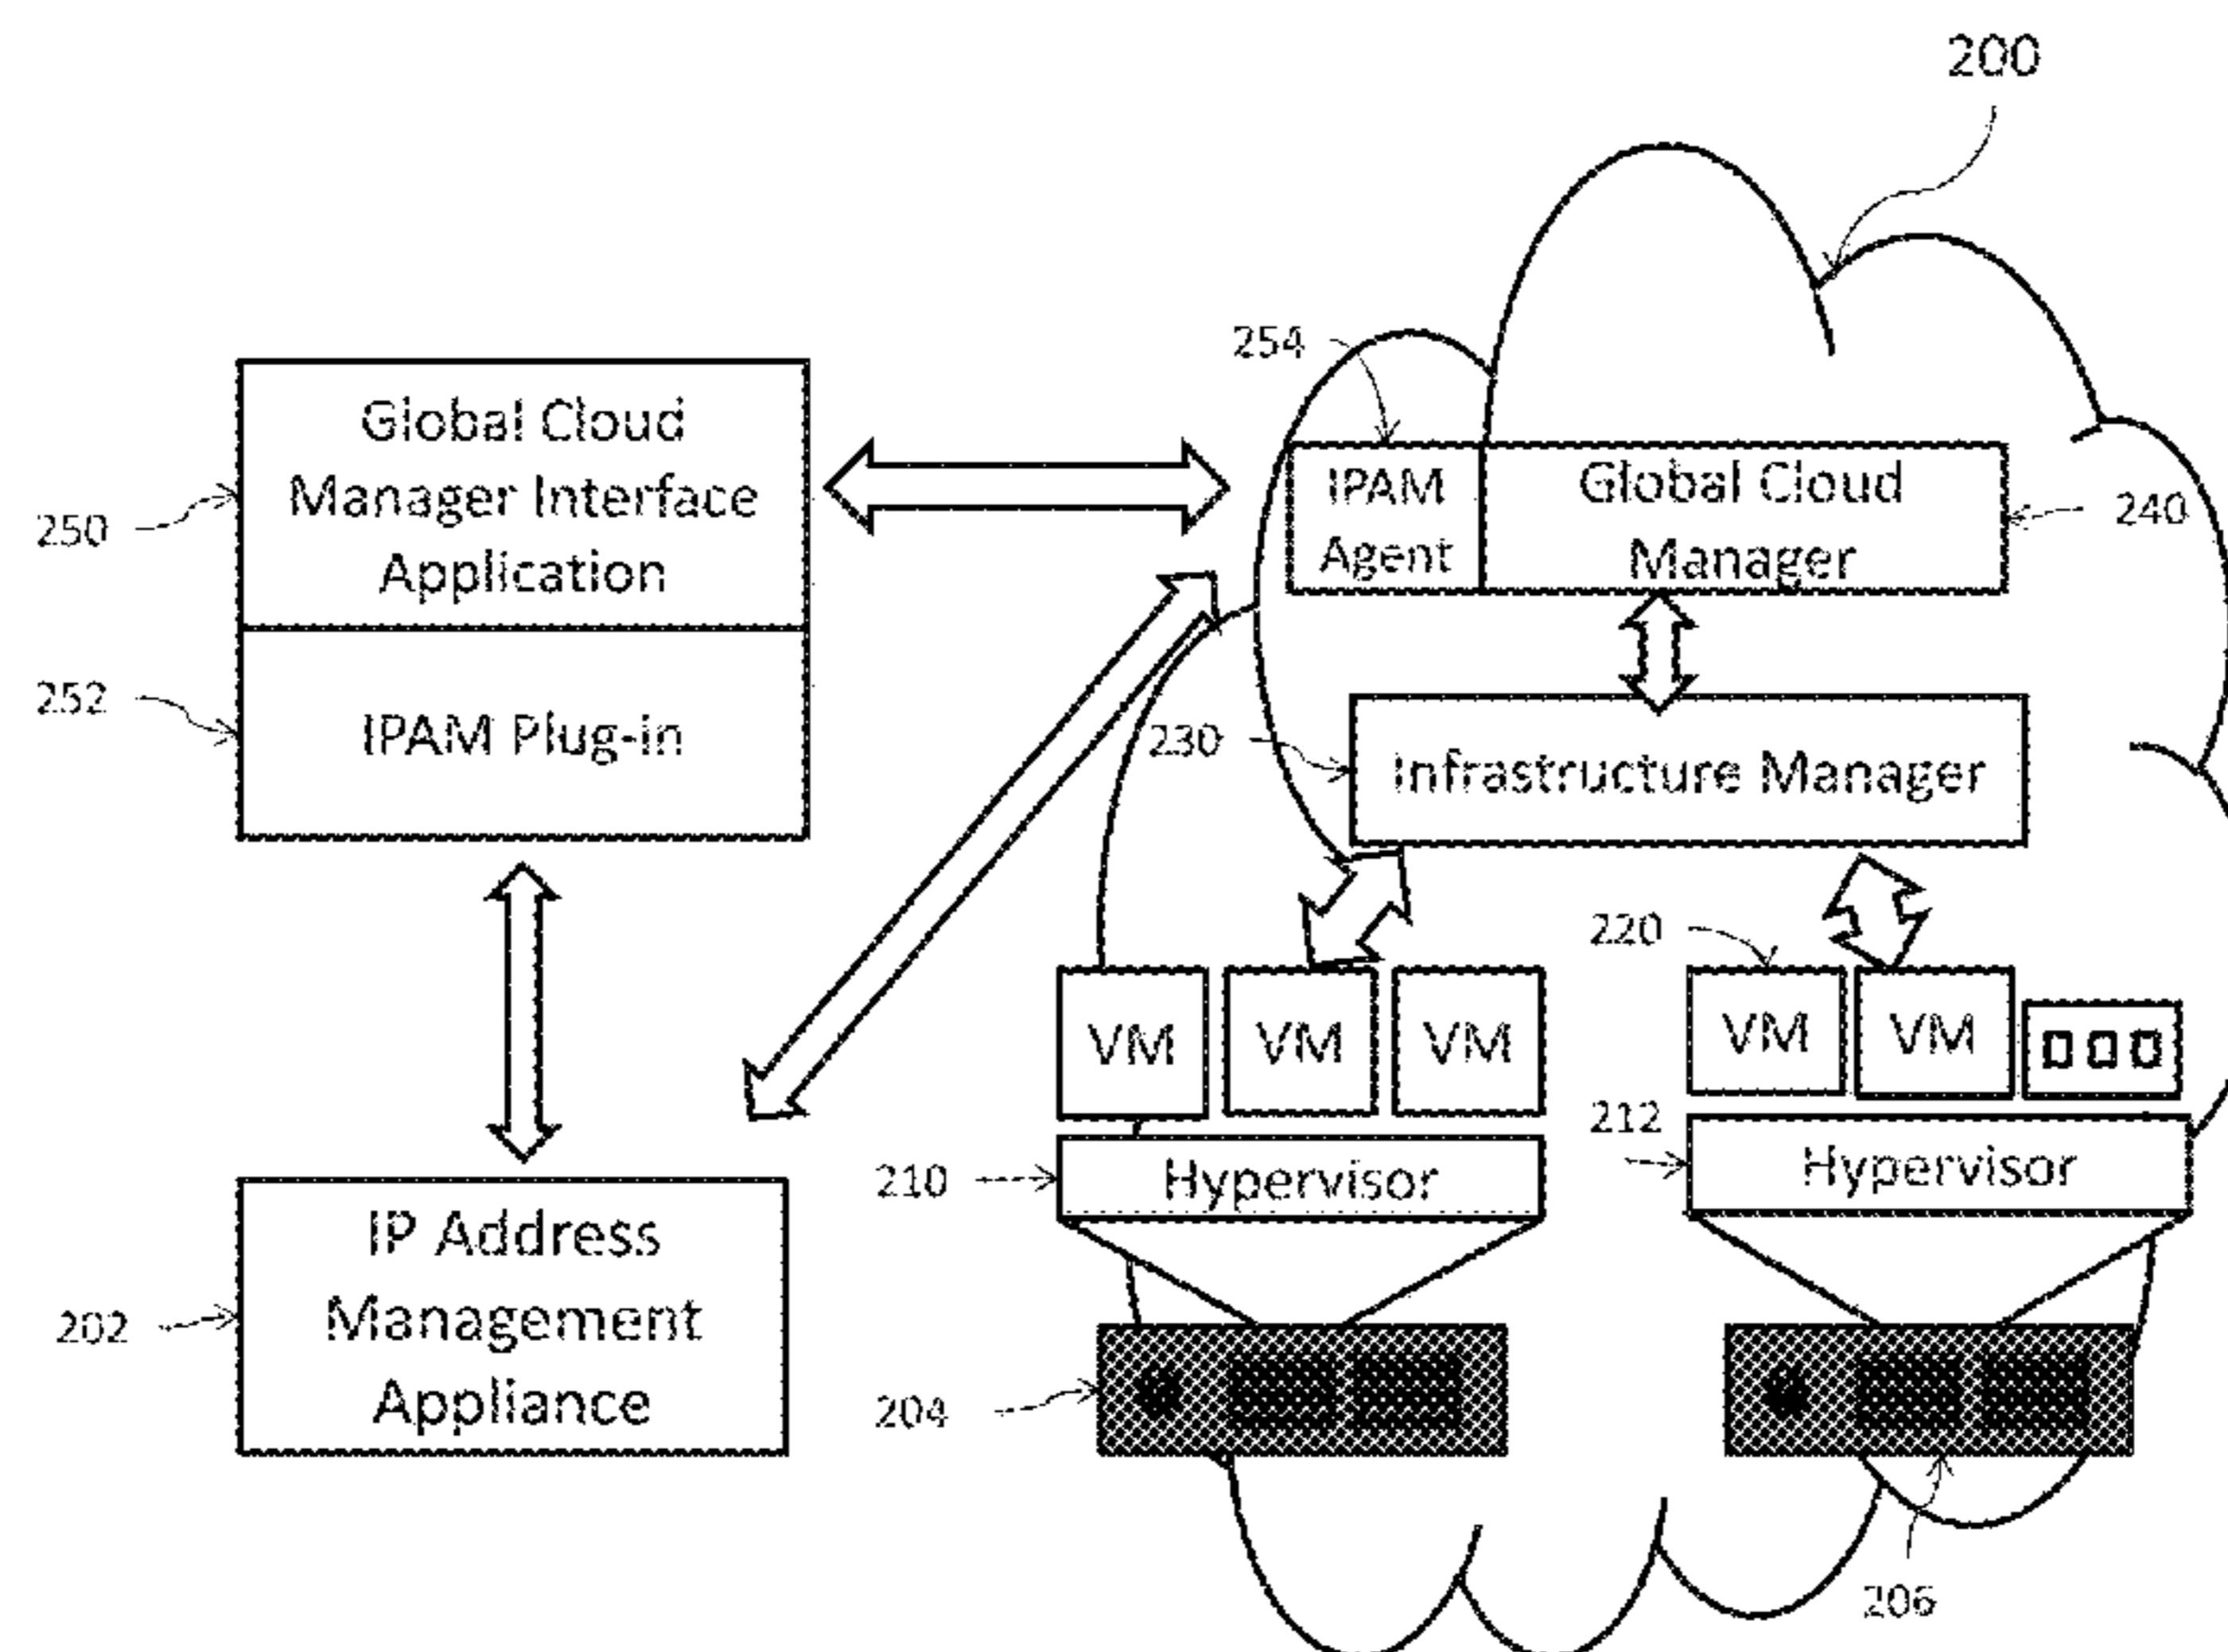 200
254
Global Cloud
Manager Interface
Application
250
IPAM
Agent
Global Cloud
Manager
240
252
IPAM Plug-in
230
Infrastructure Manager
220
VM
VM
VM
VM
VM
210
Hypervisor
212
Hypervisor
202
IP Address
Management
Appliance
204
206